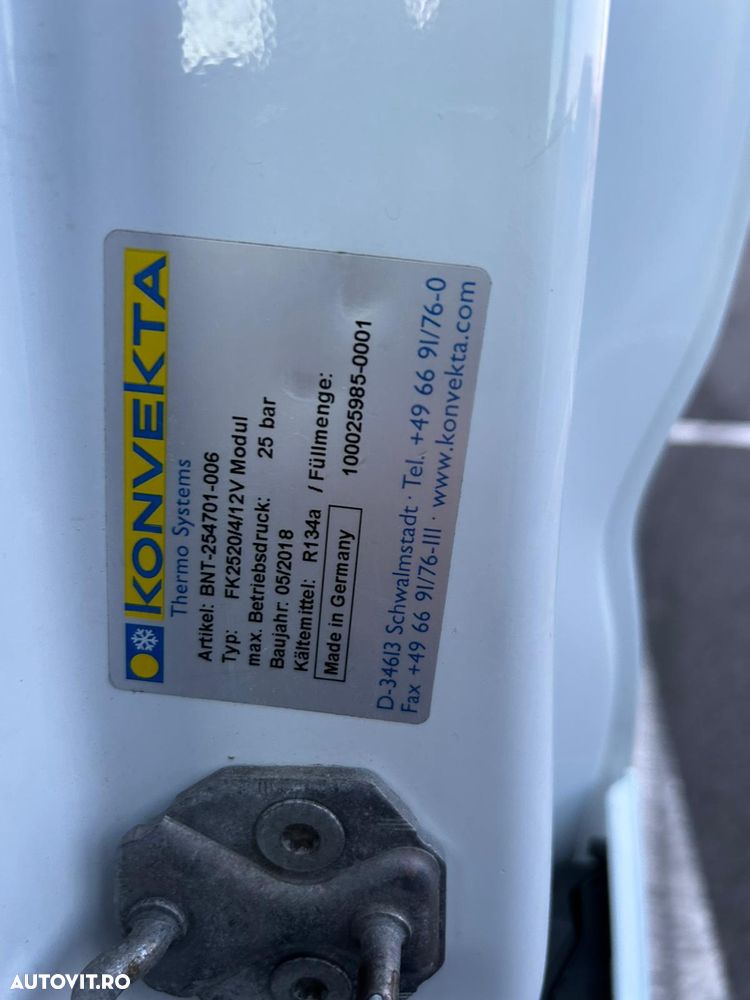 KONVEKTA
Thermo Systems
Artikel: BNT-254701-006
Typ: FK2520/4/12V Modul
max. Betriebsdruck: 25 bar
Baujahr: 05/2018
Kältemittel: R134a / Füllmenge:
Made in Germany 100025985-0001
D-34613 Schwalmstadt · Tel. +49 66 91/76-0
Fax +49 66 91/76-111 · www.konvekta.com
AUTOVIT.RO